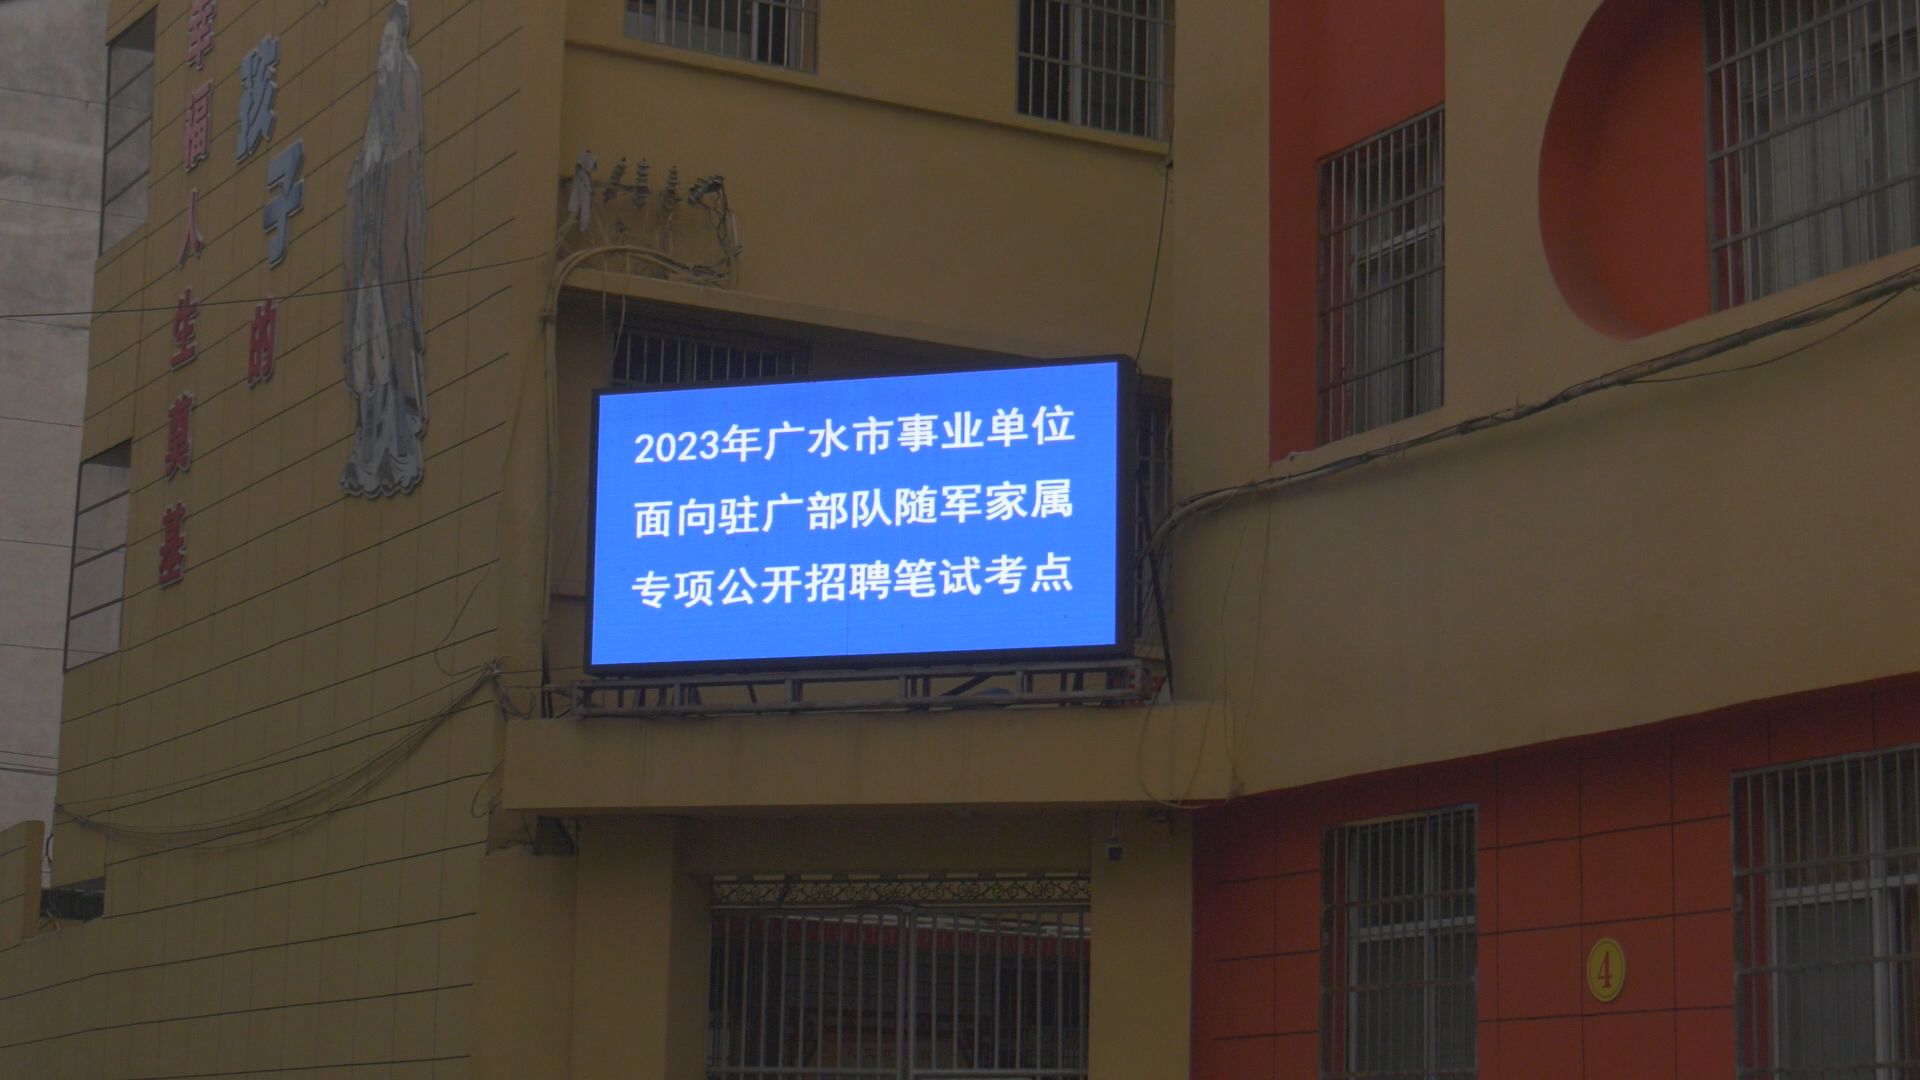 2023年广水市事业单位
面向驻广部队随军家属
专项公开招聘笔试考点
孩子的
幸福人生奠基
4